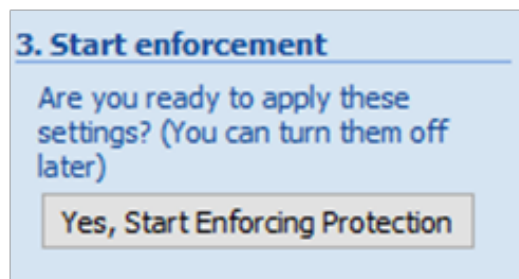 3. Start enforcement
Are you ready to apply these
settings? (You can turn them off
later)
Yes, Start Enforcing Protection